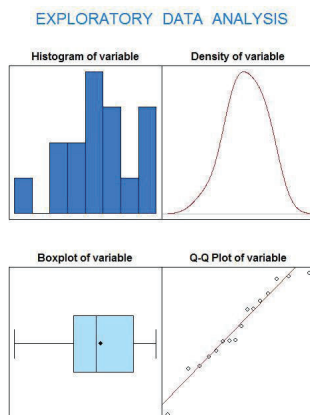 EXPLORATORY DATA ANALYSIS
Histogram of variable
Density of variable
Boxplot of variable
Q-Q Plot of variable